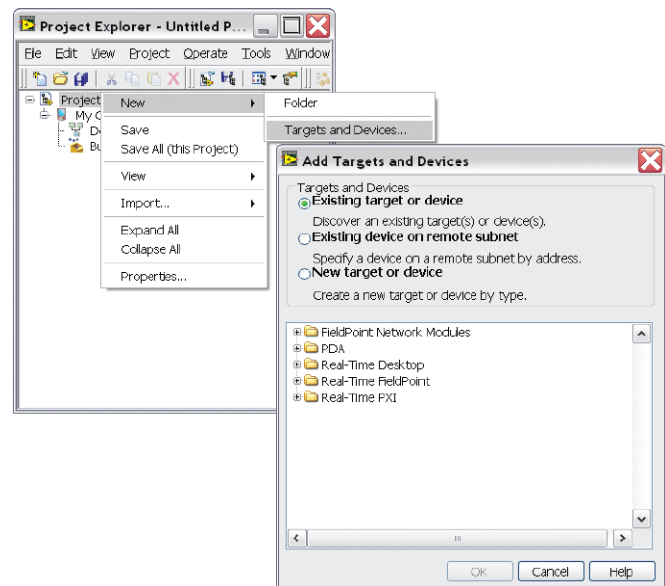 Project Explorer - Untitled P...
File Edit View Project Operate Tools Window
Project
My C
D
Bu
New
Save
Save All (this Project)
View
Import...
Expand All
Collapse All
Properties...
Folder
Targets and Devices...
Add Targets and Devices
Targets and Devices
Existing target or device
Discover an existing target(s) or device(s).
Existing device on remote subnet
Specify a device on a remote subnet by address.
New target or device
Create a new target or device by type.
FieldPoint Network Modules
PDA
Real-Time Desktop
Real-Time FieldPoint
Real-Time PXI
OK Cancel Help